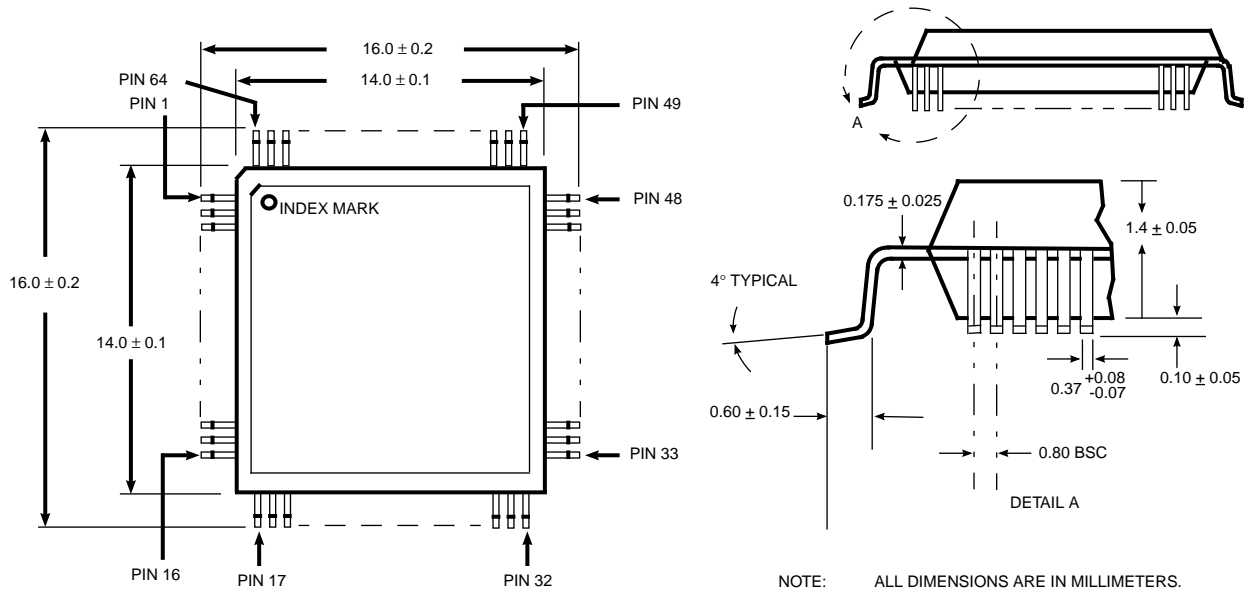 16.0 ± 0.2
14.0 ± 0.1
PIN 64
PIN 1
PIN 49
INDEX MARK
PIN 48
16.0 ± 0.2
14.0 ± 0.1
PIN 33
PIN 16
PIN 17
PIN 32
A
0.175 ± 0.025
1.4 ± 0.05
4° TYPICAL
0.37 +0.08 -0.07
0.10 ± 0.05
0.60 ± 0.15
0.80 BSC
DETAIL A
NOTE: ALL DIMENSIONS ARE IN MILLIMETERS.